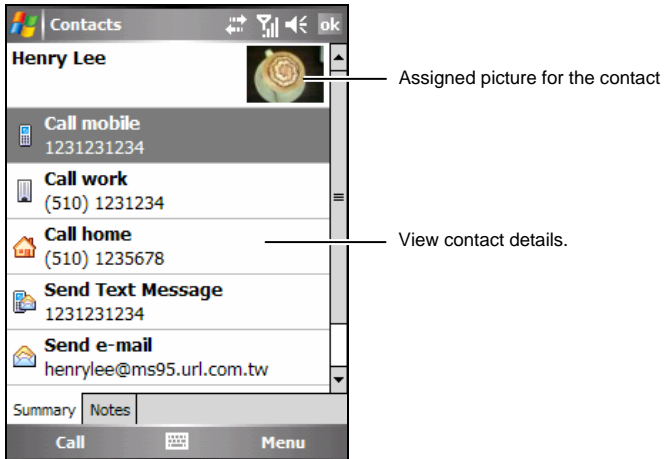 Contacts ok
Henry Lee
Assigned picture for the contact
Call mobile
1231231234
Call work
(510) 1231234
Call home
(510) 1235678
View contact details.
Send Text Message
1231231234
Send e-mail
henrylee@ms95.url.com.tw
Summary Notes
Call Menu